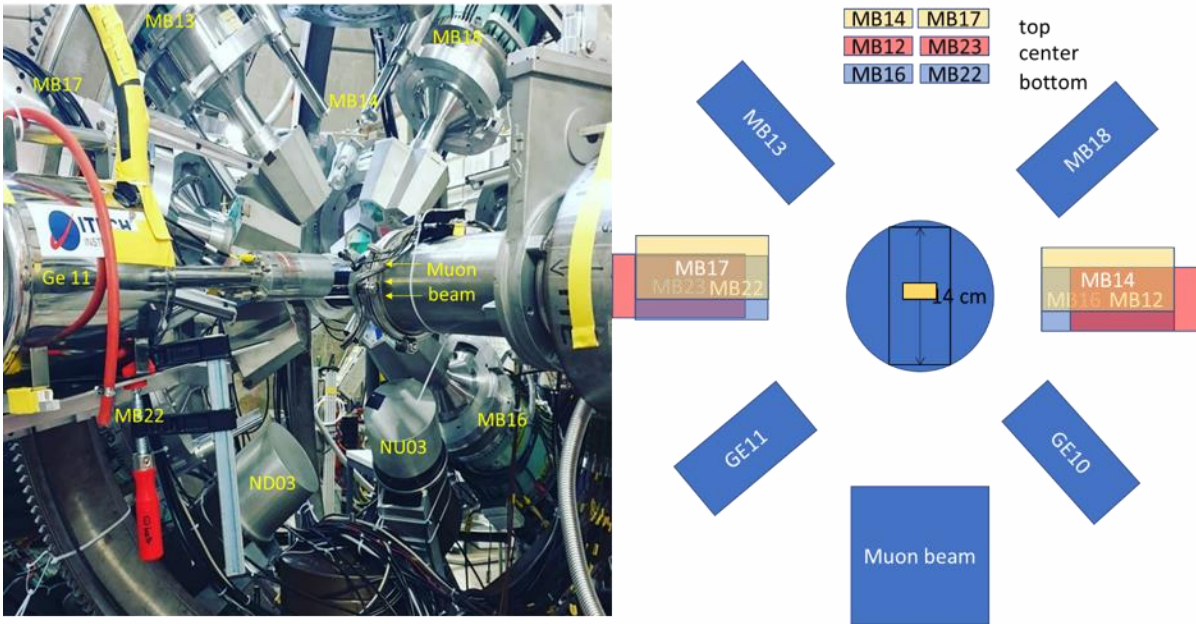 MB13
MB18
MB17
MB14
ITECH
INSTRUMENTS
Ge 11
Muon
beam
MB22
MB16
NU03
ND03
MB14 MB17 top
MB12 MB23 center
MB16 MB22 bottom
MB13
MB18
MB17
MB23 MB22
14 cm
MB14
MB16 MB12
GE11
GE10
Muon beam